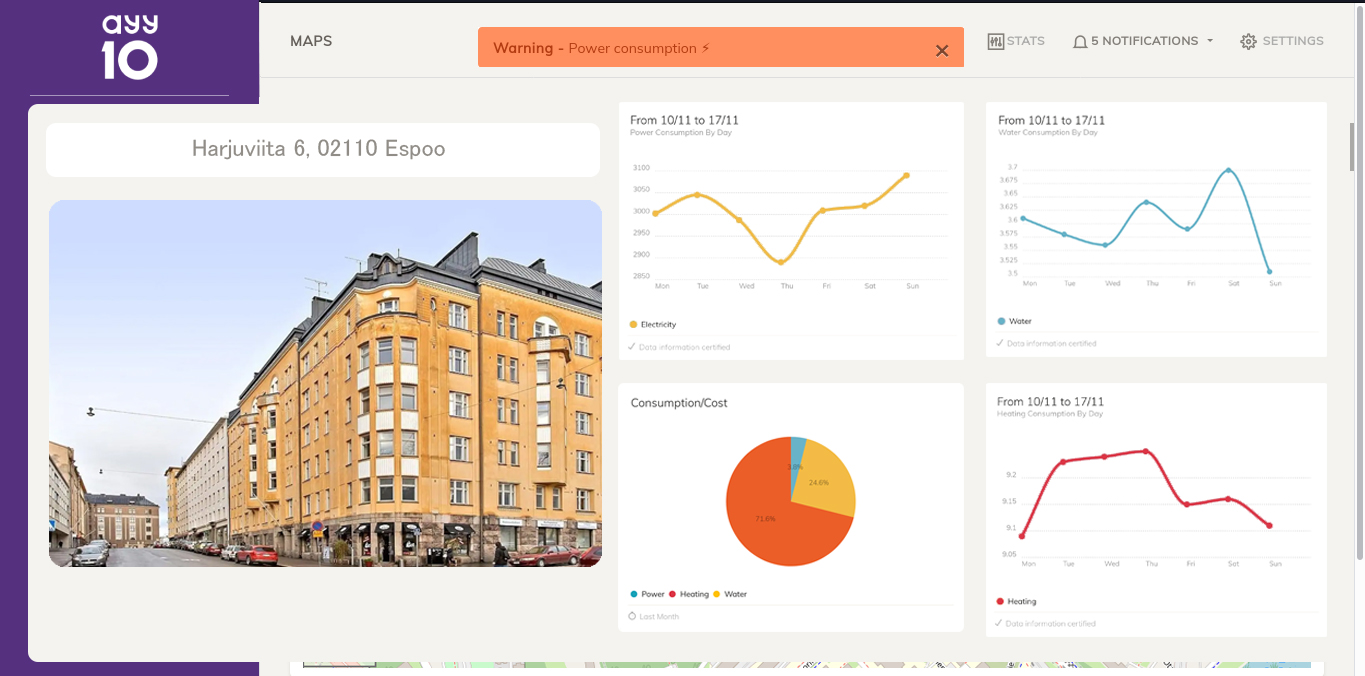 ayy
10
MAPS
Warning - Power consumption ⚡
×
STATS
5 NOTIFICATIONS
SETTINGS
Harjuviita 6, 02110 Espoo
From 10/11 to 17/11
Power Consumption By Day
3100
3050
3000
2950
2900
2850
Mon Tue Wed Thu Fri Sat Sun
Electricity
✓ Data information certified
From 10/11 to 17/11
Water Consumption By Day
3.7
3.675
3.65
3.625
3.6
3.575
3.55
3.525
3.5
Mon Tue Wed Thu Fri Sat Sun
Water
✓ Data information certified
Consumption/Cost
3.8%
24.6%
71.6%
Power Heating Water
Last Month
From 10/11 to 17/11
Heating Consumption By Day
9.2
9.15
9.1
9.05
Mon Tue Wed Thu Fri Sat Sun
Heating
✓ Data information certified